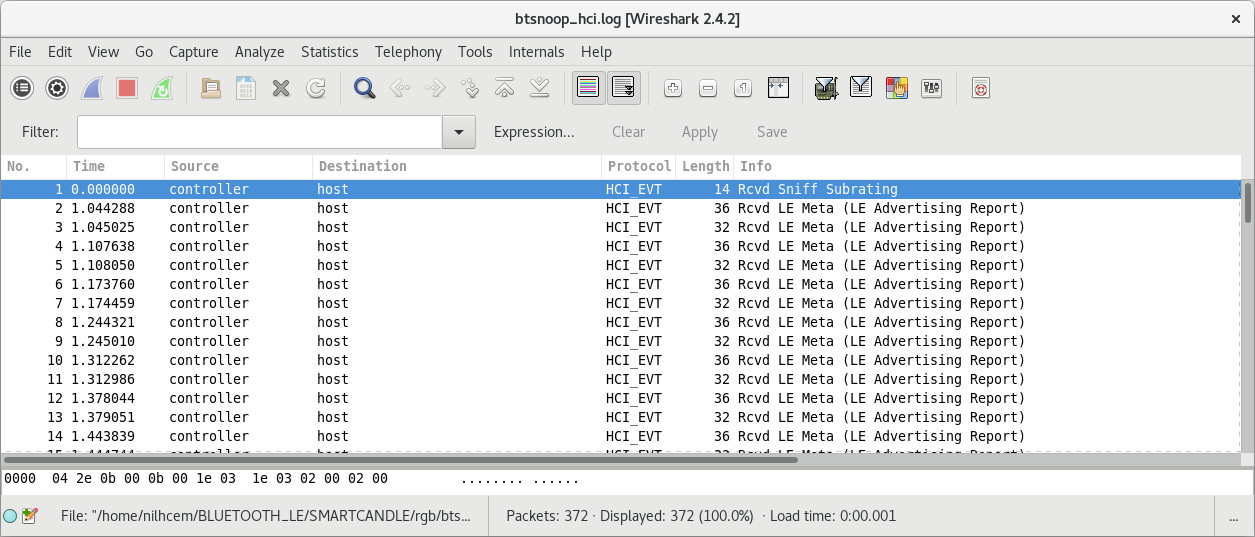 btsnoop_hci.log [Wireshark 2.4.2]
File Edit View Go Capture Analyze Statistics Telephony Tools Internals Help
Filter: Expression... Clear Apply Save
No. Time Source Destination Protocol Length Info
1 0.000000 controller host HCI_EVT 14 Rcvd Sniff Subrating
2 1.044288 controller host HCI_EVT 36 Rcvd LE Meta (LE Advertising Report)
3 1.045025 controller host HCI_EVT 32 Rcvd LE Meta (LE Advertising Report)
4 1.107638 controller host HCI_EVT 36 Rcvd LE Meta (LE Advertising Report)
5 1.108050 controller host HCI_EVT 32 Rcvd LE Meta (LE Advertising Report)
6 1.173760 controller host HCI_EVT 36 Rcvd LE Meta (LE Advertising Report)
7 1.174459 controller host HCI_EVT 32 Rcvd LE Meta (LE Advertising Report)
8 1.244321 controller host HCI_EVT 36 Rcvd LE Meta (LE Advertising Report)
9 1.245010 controller host HCI_EVT 32 Rcvd LE Meta (LE Advertising Report)
10 1.312262 controller host HCI_EVT 36 Rcvd LE Meta (LE Advertising Report)
11 1.312986 controller host HCI_EVT 32 Rcvd LE Meta (LE Advertising Report)
12 1.378044 controller host HCI_EVT 36 Rcvd LE Meta (LE Advertising Report)
13 1.379051 controller host HCI_EVT 32 Rcvd LE Meta (LE Advertising Report)
14 1.443839 controller host HCI_EVT 36 Rcvd LE Meta (LE Advertising Report)
0000 04 2e 0b 00 0b 00 1e 03 1e 03 02 00 02 00 ........ ......
File: "/home/nilhcem/BLUETOOTH_LE/SMARTCANDLE/rgb/bts... Packets: 372 · Displayed: 372 (100.0%) · Load time: 0:00.001 ...